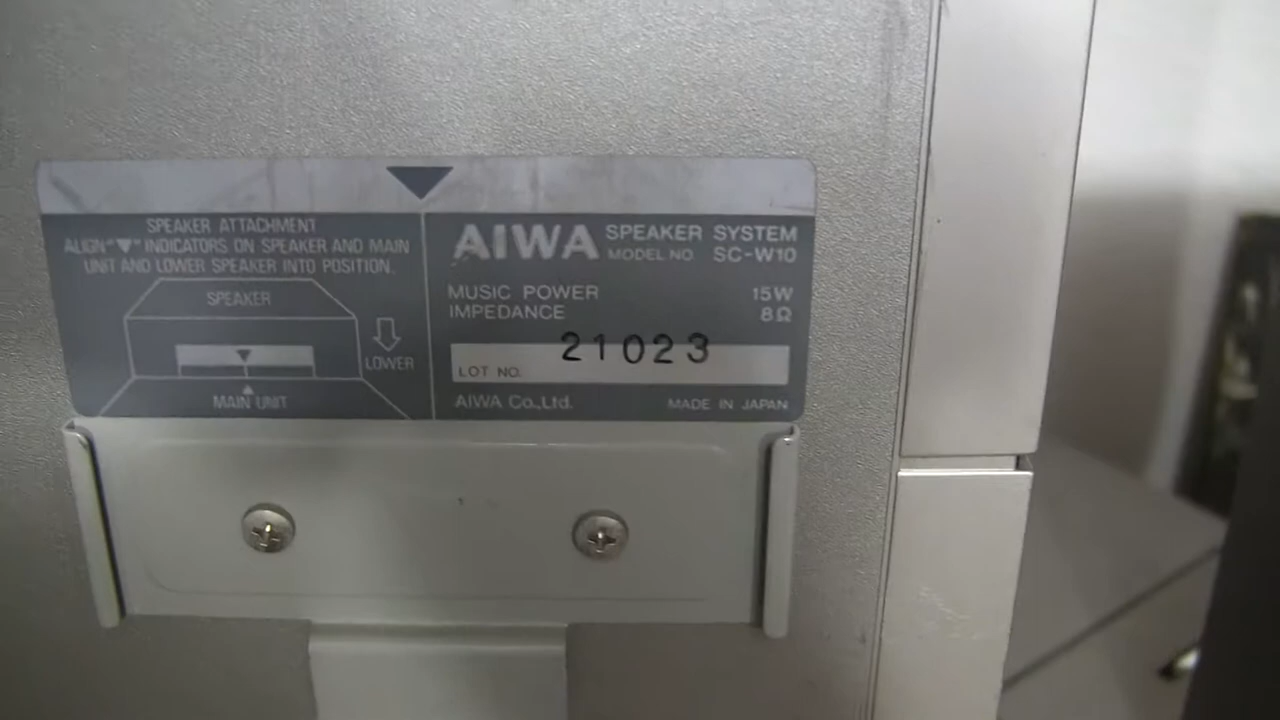 SPEAKER ATTACHMENT
ALIGN "▼" INDICATORS ON SPEAKER AND MAIN
UNIT AND LOWER SPEAKER INTO POSITION.
SPEAKER
LOWER
MAIN UNIT
AIWA SPEAKER SYSTEM
MODEL NO SC-W10
MUSIC POWER 15W
IMPEDANCE 8Ω
LOT NO. 21023
AIWA Co.,Ltd. MADE IN JAPAN